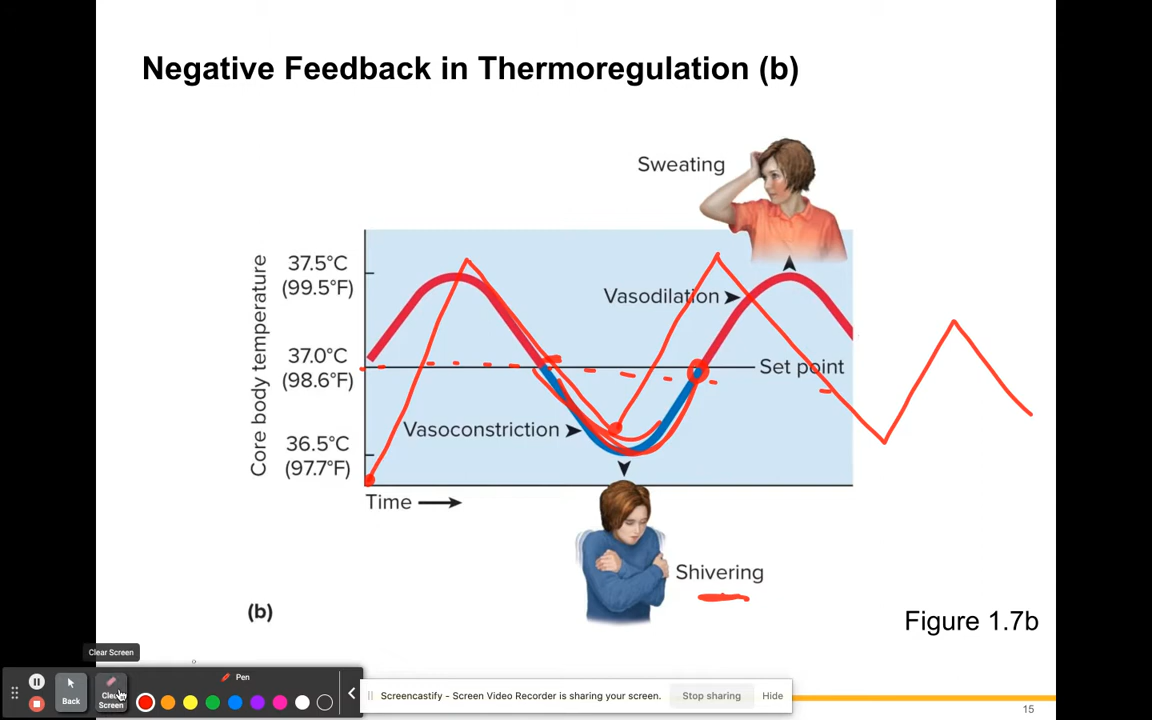 Negative Feedback in Thermoregulation (b)
Sweating
37.5°C
(99.5°F)
Vasodilation
37.0°C
(98.6°F)
Set point
Core body temperature
Vasoconstriction
36.5°C
(97.7°F)
Time
Shivering
(b)
Figure 1.7b
Clear Screen
Pen
Back
Clear
Screen
Screencastify - Screen Video Recorder is sharing your screen.
Stop sharing
Hide
15